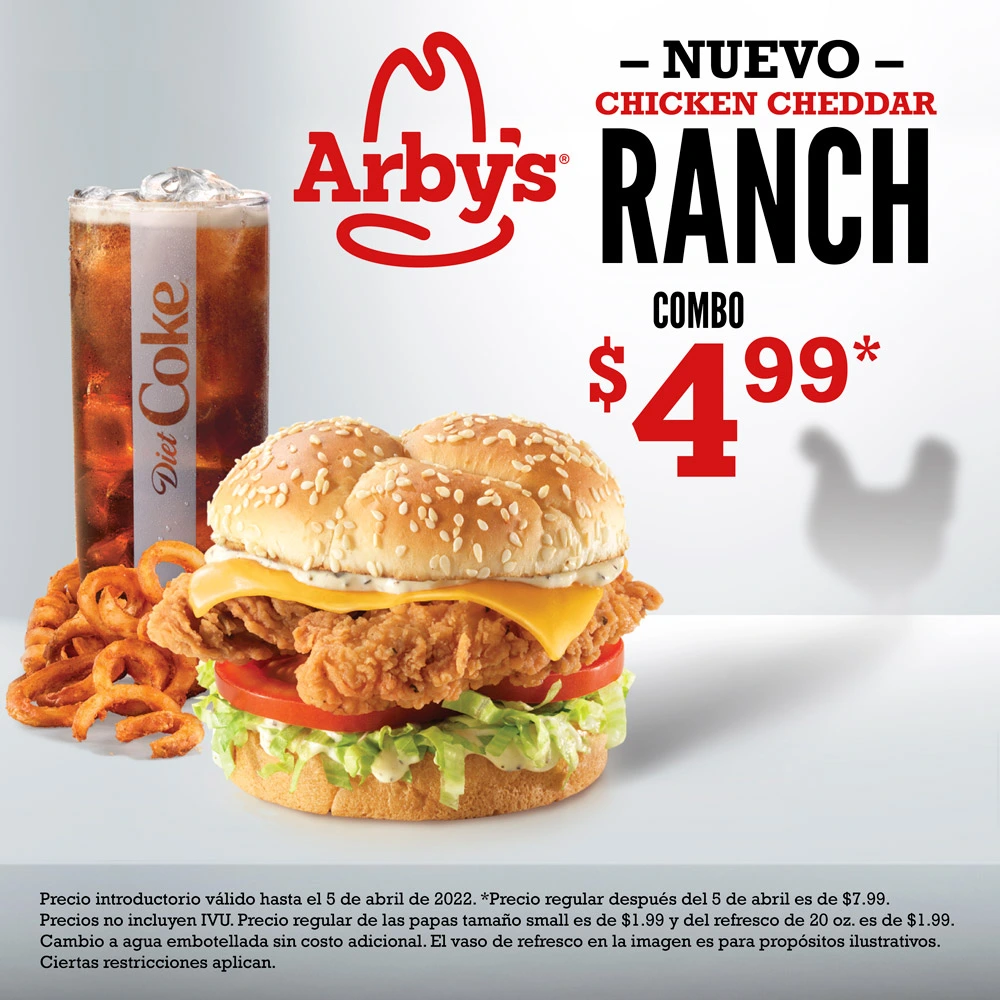 Arby's®
– NUEVO –
CHICKEN CHEDDAR
RANCH
COMBO
$4.99*
Diet Coke
Precio introductorio válido hasta el 5 de abril de 2022. *Precio regular después del 5 de abril es de $7.99.
Precios no incluyen IVU. Precio regular de las papas tamaño small es de $1.99 y del refresco de 20 oz. es de $1.99.
Cambio a agua embotellada sin costo adicional. El vaso de refresco en la imagen es para propósitos ilustrativos.
Ciertas restricciones aplican.